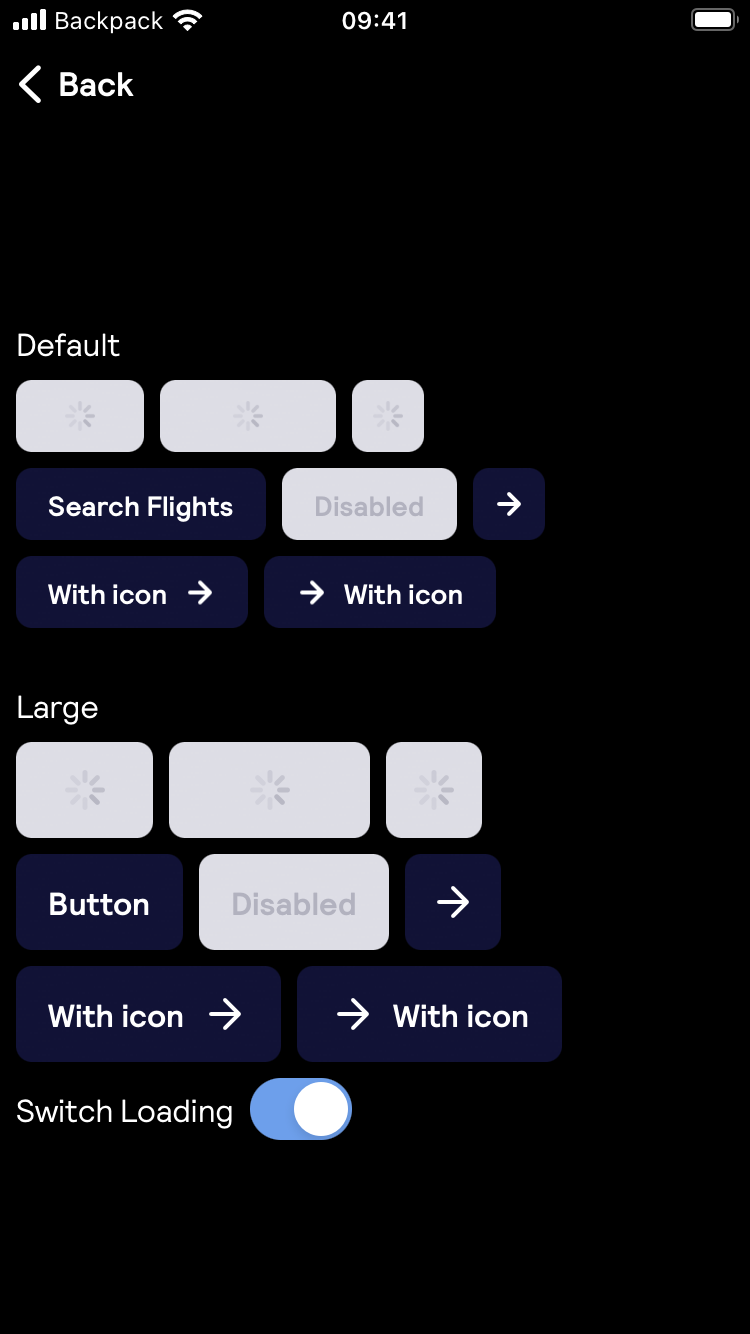 Backpack 09:41
Back
Default
Search Flights Disabled
With icon With icon
Large
Button Disabled
With icon With icon
Switch Loading